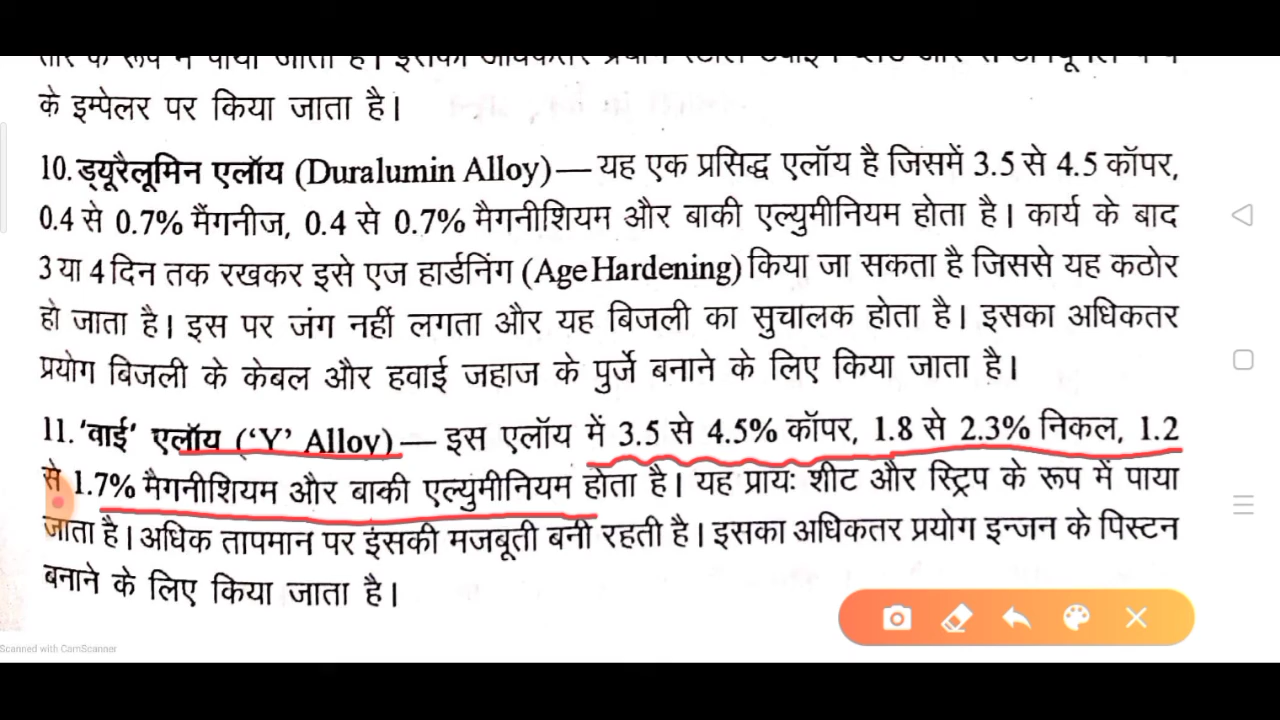 के इम्पेलर पर किया जाता है।
10. ड्यूरैलूमिन एलॉय (Duralumin Alloy)— यह एक प्रसिद्ध एलॉय है जिसमें 3.5 से 4.5 कॉपर,
0.4 से 0.7% मैंगनीज, 0.4 से 0.7% मैगनीशियम और बाकी एल्युमीनियम होता है। कार्य के बाद
3 या 4 दिन तक रखकर इसे एज हार्डनिंग (Age Hardening) किया जा सकता है जिससे यह कठोर
हो जाता है। इस पर जंग नहीं लगता और यह बिजली का सुचालक होता है। इसका अधिकतर
प्रयोग बिजली के केबल और हवाई जहाज के पुर्जे बनाने के लिए किया जाता है।
11. 'वाई' एलॉय ('Y' Alloy)— इस एलॉय में 3.5 से 4.5% कॉपर, 1.8 से 2.3% निकल, 1.2
से 1.7% मैगनीशियम और बाकी एल्युमीनियम होता है। यह प्रायः शीट और स्ट्रिप के रूप में पाया
जाता है। अधिक तापमान पर इसकी मजबूती बनी रहती है। इसका अधिकतर प्रयोग इन्जन के पिस्टन
बनाने के लिए किया जाता है।
Scanned with CamScanner